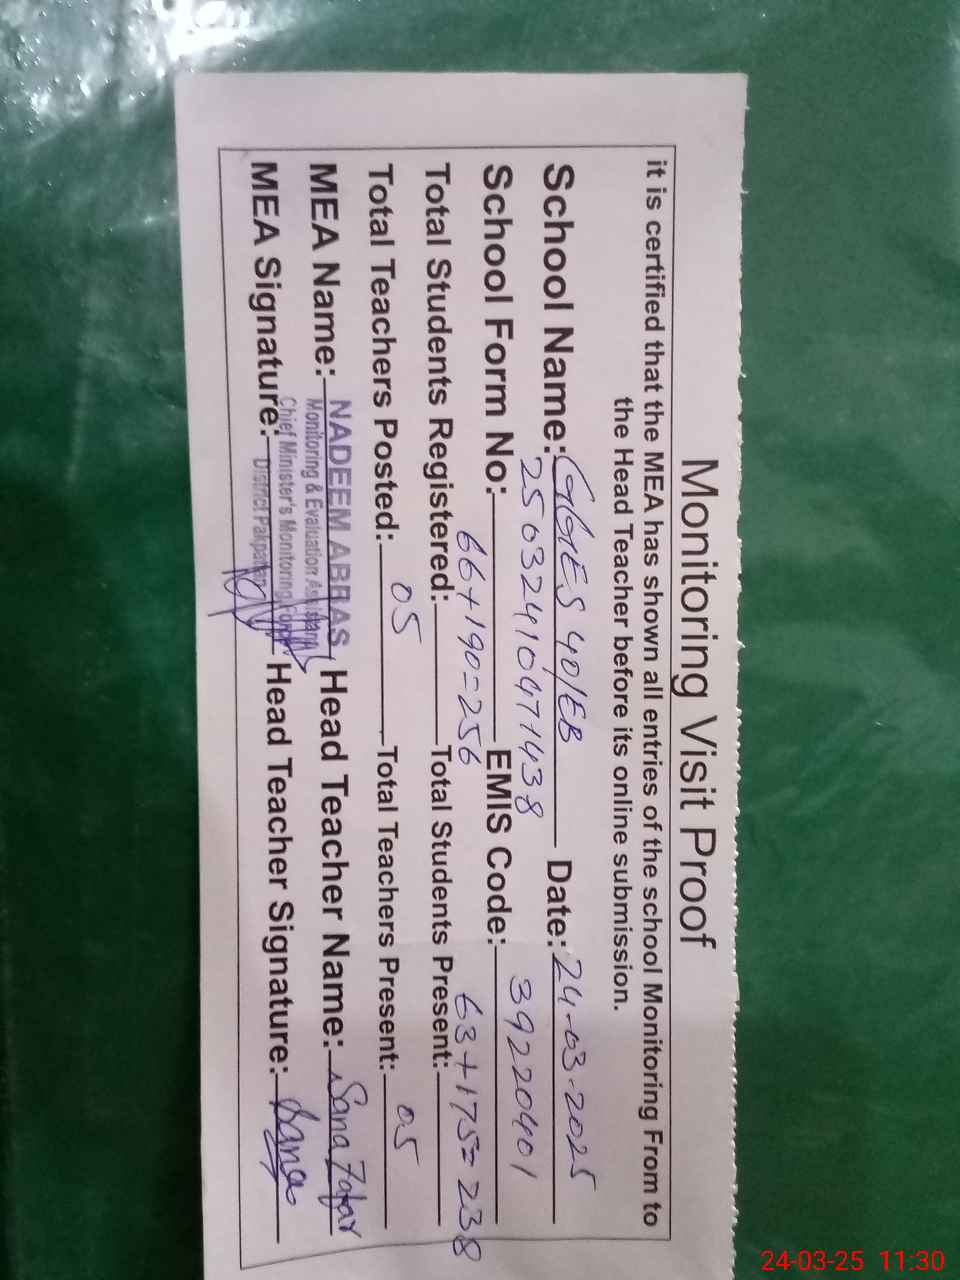 Monitoring Visit Proof
it is certified that the MEA has shown all entries of the school Monitoring From to
the Head Teacher before its online submission.
School Name: GGES 40/EB Date: 24-03-2025
School Form No: 25032410471438 EMIS Code: 39220401
Total Students Registered: 66+190=256 Total Students Present: 63+175=238
Total Teachers Posted: 05 Total Teachers Present: 05
MEA Name: NADEEM ABBAS Head Teacher Name: Sana Zafar
Monitoring & Evaluation Assistant
Chief Minister's Monitoring Force
MEA Signature: District Pakpattan Head Teacher Signature: Sana
24-03-25 11:30